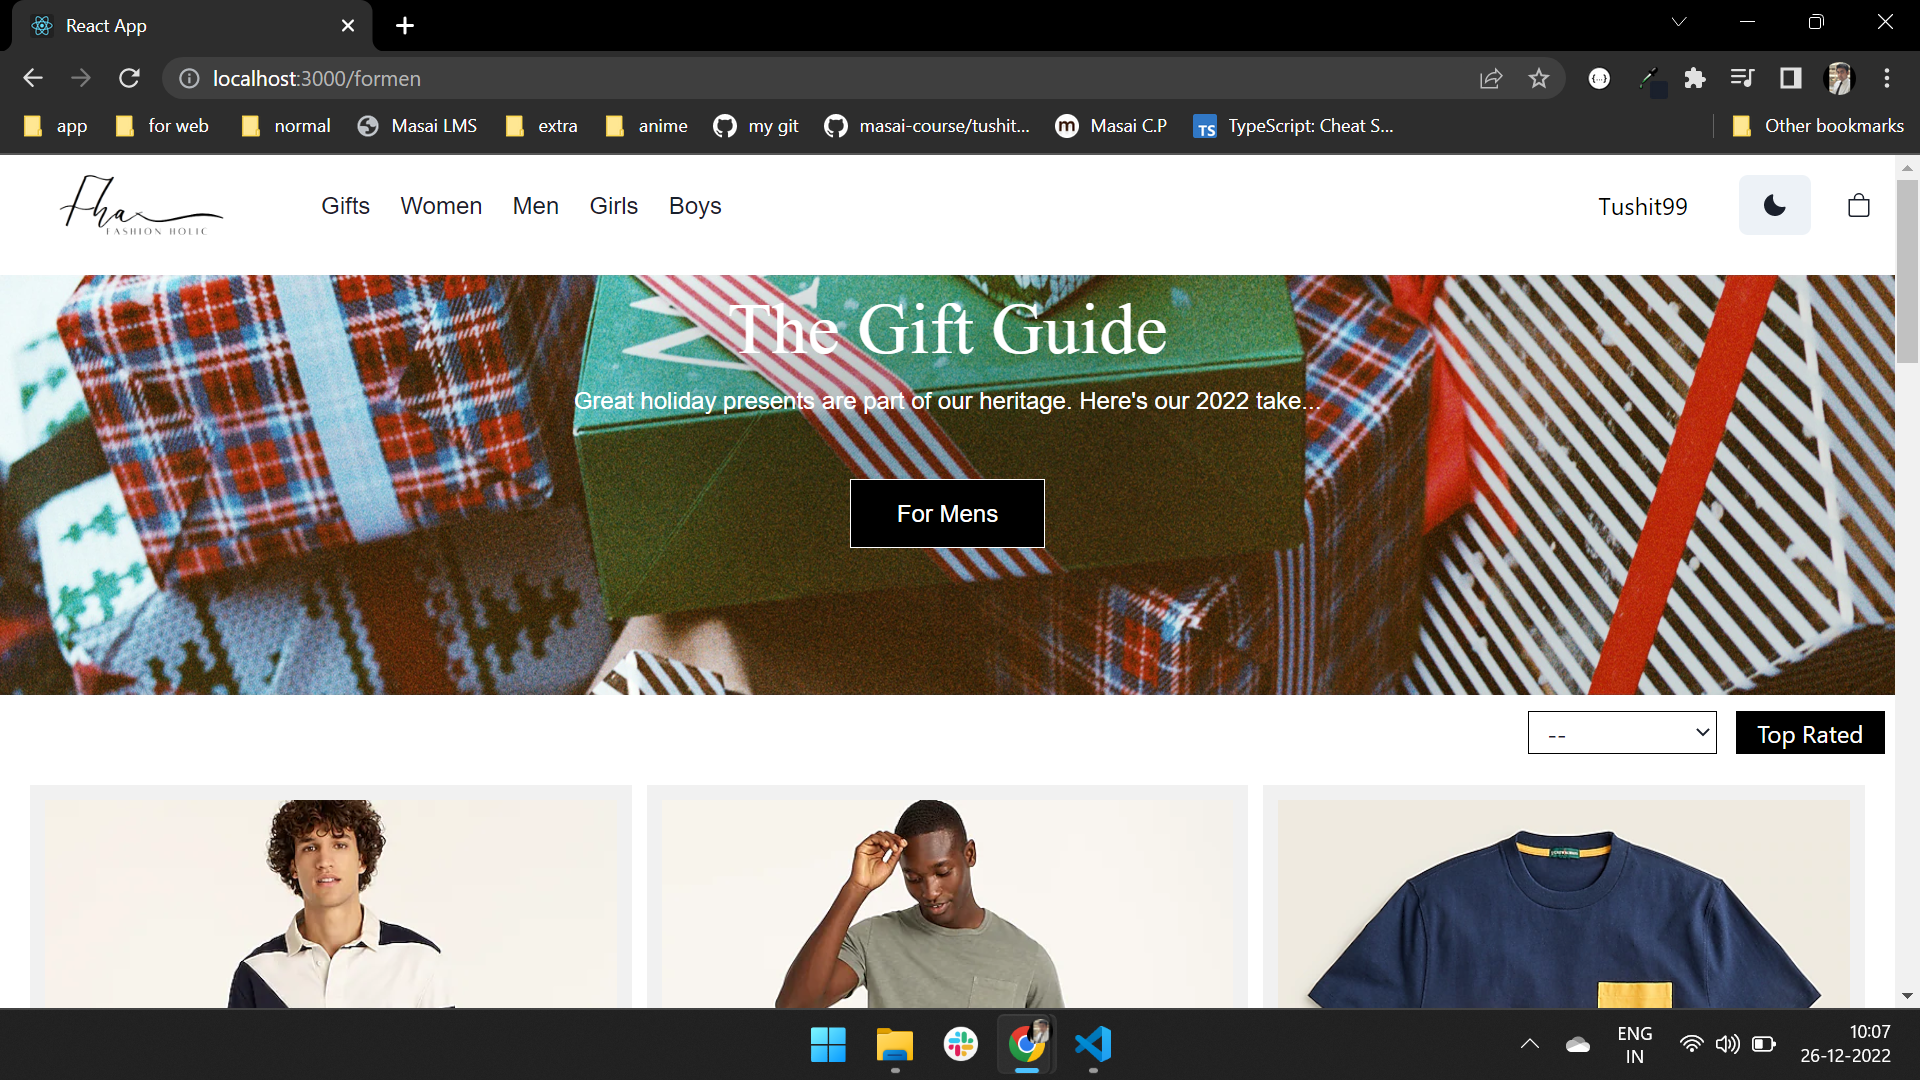 React App
localhost:3000/formen
app for web normal Masai LMS extra anime my git masai-course/tushit... Masai C.P TypeScript: Cheat S... Other bookmarks
Fha
FASHION HOLIC
Gifts Women Men Girls Boys Tushit99
The Gift Guide
Great holiday presents are part of our heritage. Here's our 2022 take...
For Mens
-- Top Rated
ENG 10:07
IN 26-12-2022